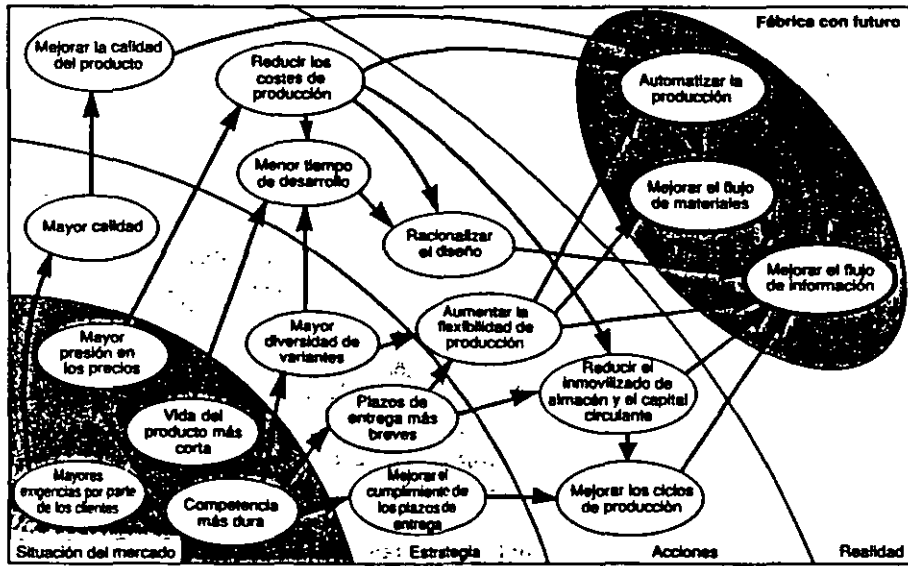 Fábrica con futuro
Mejorar la calidad
del producto
Reducir los
costes de
producción
Automatizar la
producción
Menor tiempo
de desarrollo
Mejorar el flujo
de materiales
Mayor calidad
Racionalizar
el diseño
Mejorar el flujo
de información
Mayor
presión en
los precios
Mayor
diversidad de
variantes
Aumentar la
flexibilidad de
producción
Reducir el
inmovilizado de
almacén y el capital
circulante
Vida del
producto más
corta
Plazos de
entrega más
breves
Mayores
exigencias por parte
de los clientes
Competencia
más dura
Mejorar el
cumplimiento de
los plazos de
entrega
Mejorar los ciclos
de producción
Situación del mercado
Estrategia
Acciones
Realidad